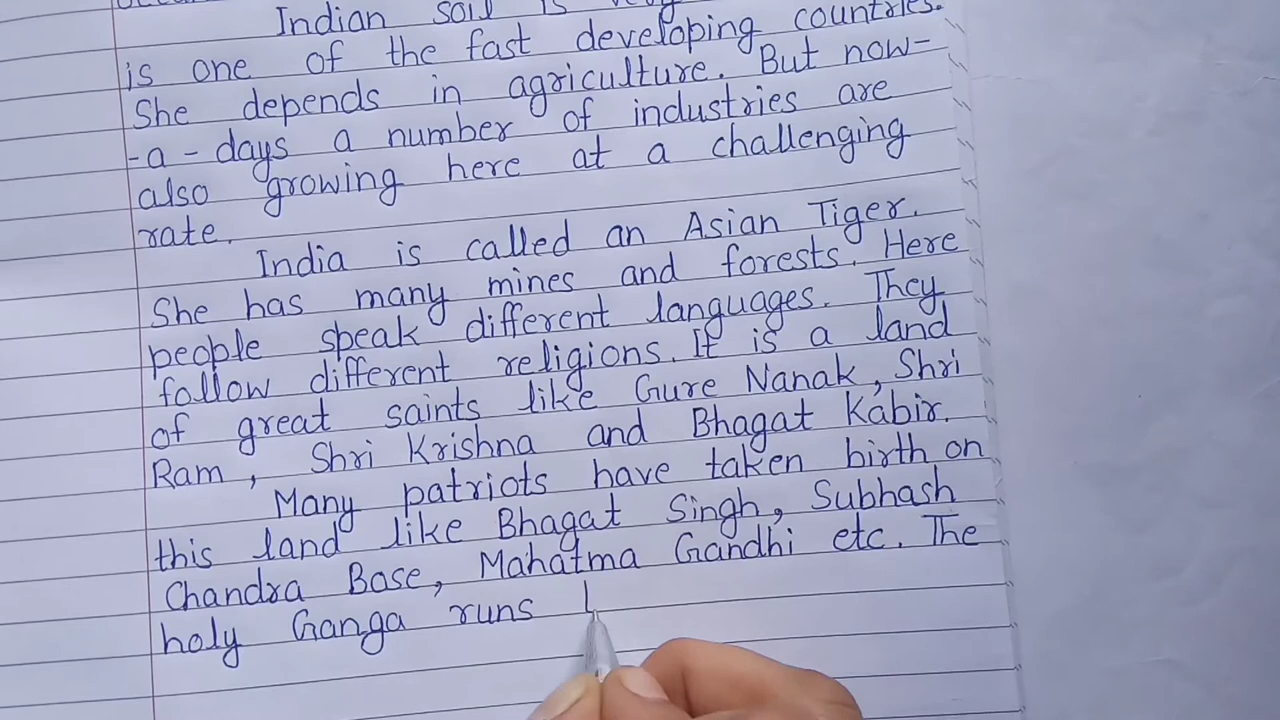 Indian soil is
is one of the fast developing countries.
She depends in agriculture. But now-
-a-days a number of industries are
also growing here at a challenging
rate.
India is called an Asian Tiger.
She has many mines and forests. Here
people speak different languages. They
follow different religions. It is a land
of great saints like Gure Nanak, Shri
Ram, Shri Krishna and Bhagat Kabir.
Many patriots have taken birth on
this land like Bhagat Singh, Subhash
Chandra Base, Mahatma Gandhi etc. The
holy Ganga runs